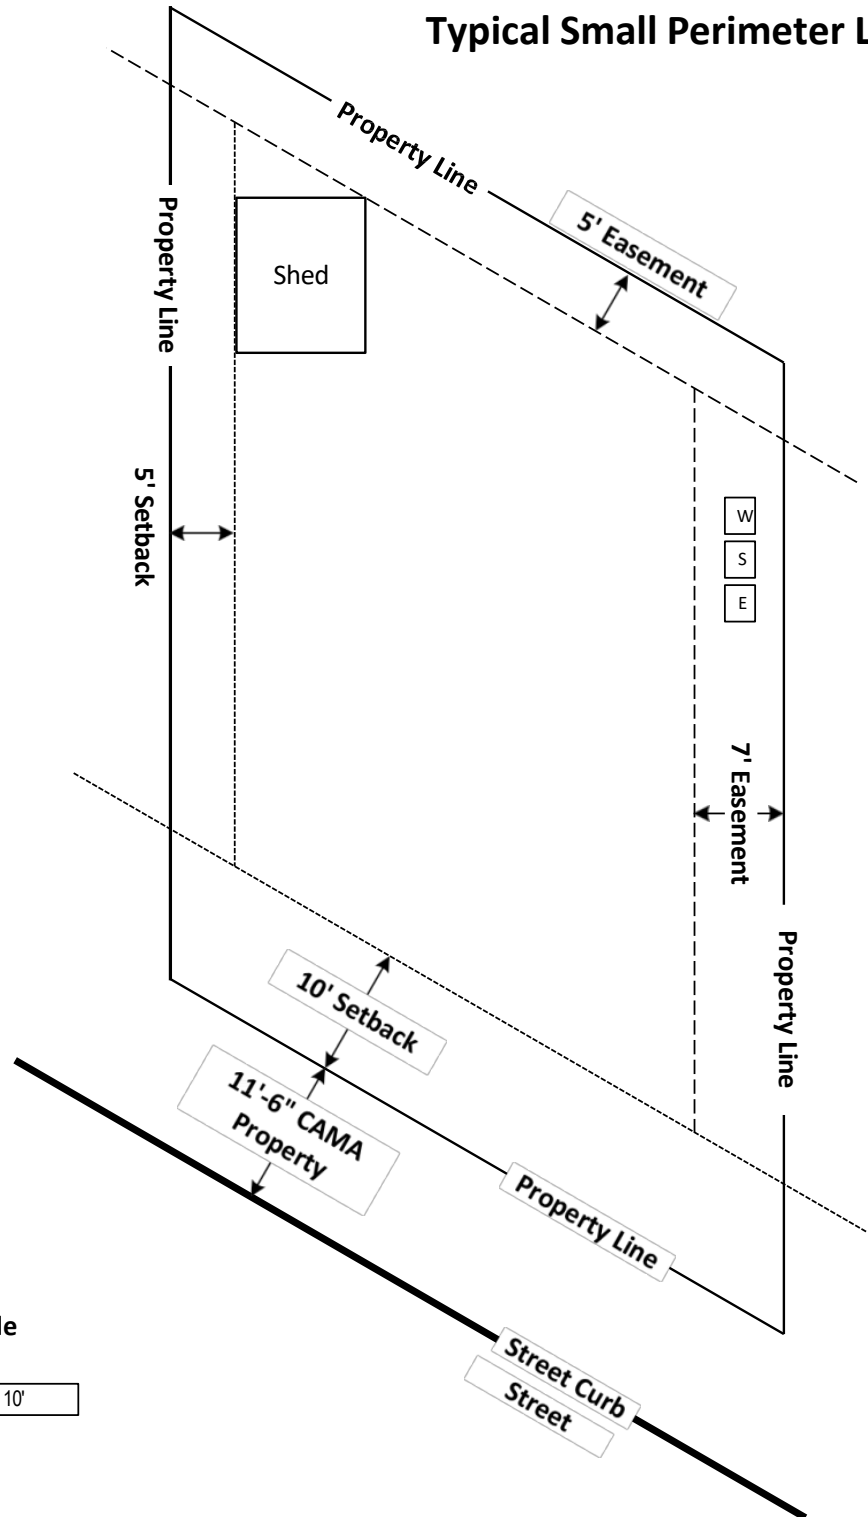 Typical Small Perimeter L
Property Line
5' Easement
Property Line
Shed
5' Setback
W
S
E
7' Easement
Property Line
10' Setback
11'-6" CAMA
Property
Property Line
le
10'
Street Curb
Street